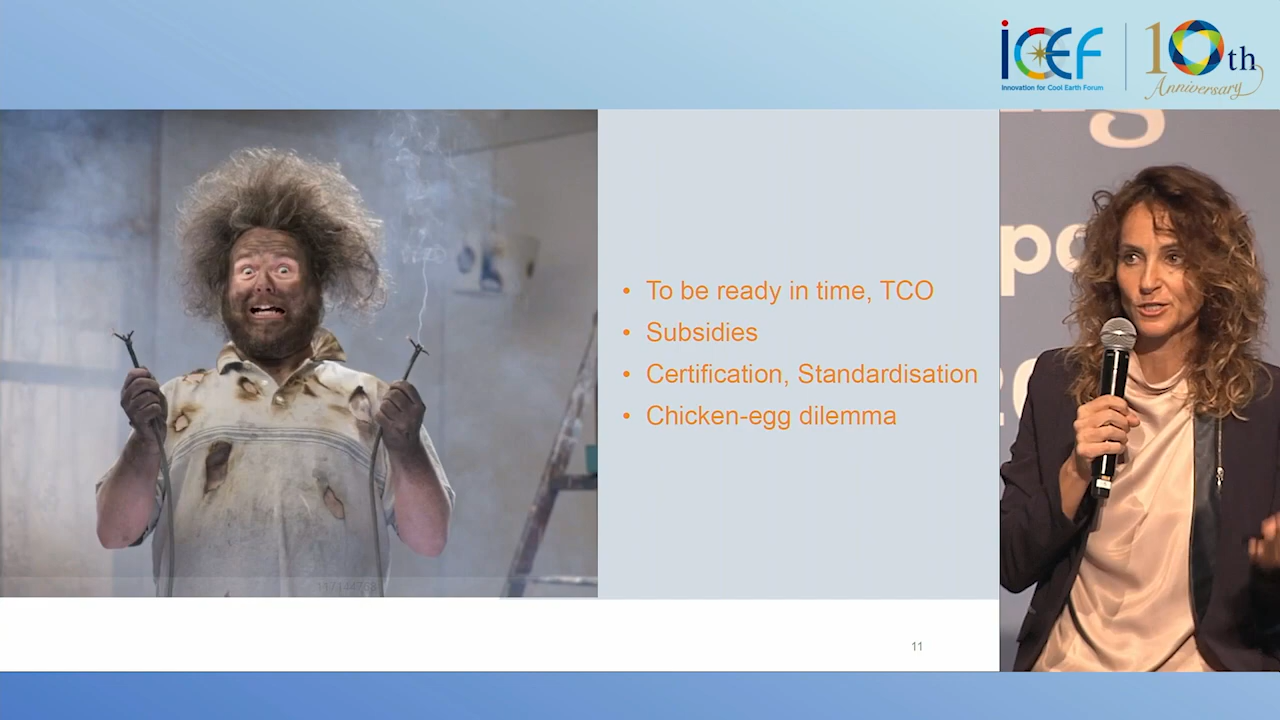 ICEF
Innovation for Cool Earth Forum
10th
Anniversary
• To be ready in time, TCO
• Subsidies
• Certification, Standardisation
• Chicken-egg dilemma
11